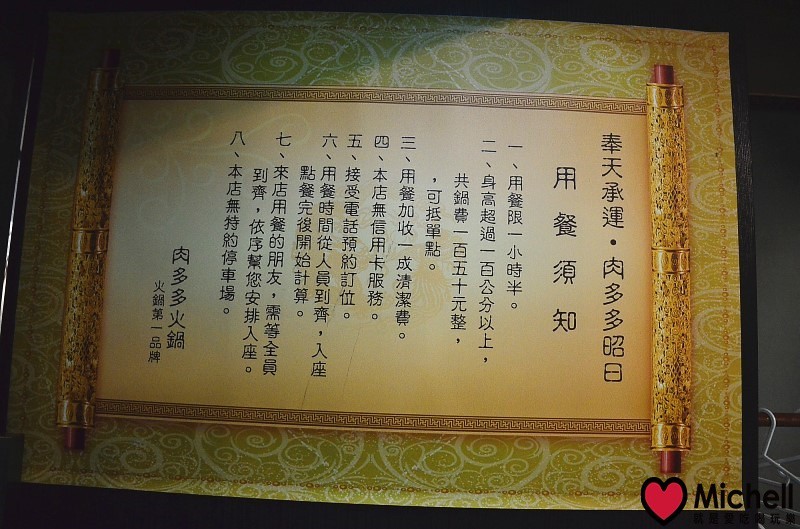 奉天承運・肉多多昭曰
用餐須知
一、用餐限一小時半。
二、身高超過一百公分以上，
共鍋費一百五十元整，
，可抵單點。
三、用餐加收一成清潔費。
四、本店無信用卡服務。
五、接受電話預約訂位。
六、用餐時間從人員到齊，入座
點餐完後開始計算。
七、來店用餐的朋友，需等全員
到齊，依序幫您安排入座。
八、本店無特約停車場。
肉多多火鍋
火鍋第一品牌
Michell